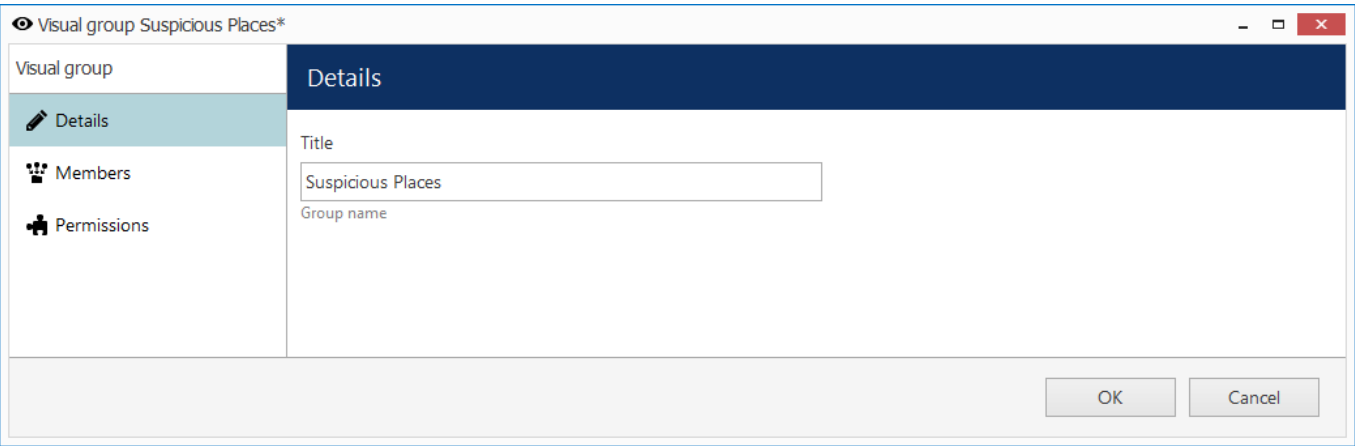 Visual group Suspicious Places*
Visual group
Details
Members
Permissions
Details
Title
Suspicious Places
Group name
OK
Cancel